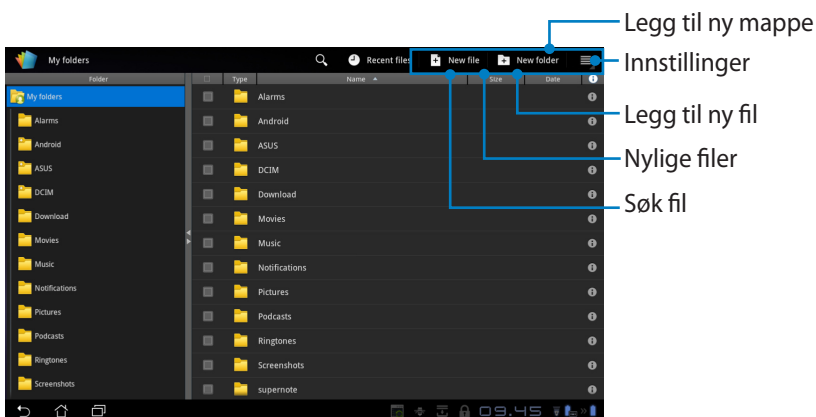 Legg til ny mappe
My folders
Recent files
New file
New folder
Innstillinger
Folder
Type
Name
Size
Date
My folders
Alarms
Alarms
Legg til ny fil
Android
Android
ASUS
ASUS
Nylige filer
DCIM
DCIM
Download
Download
Søk fil
Movies
Movies
Music
Music
Notifications
Notifications
Pictures
Pictures
Podcasts
Podcasts
Ringtones
Ringtones
Screenshots
Screenshots
supernote
09.45